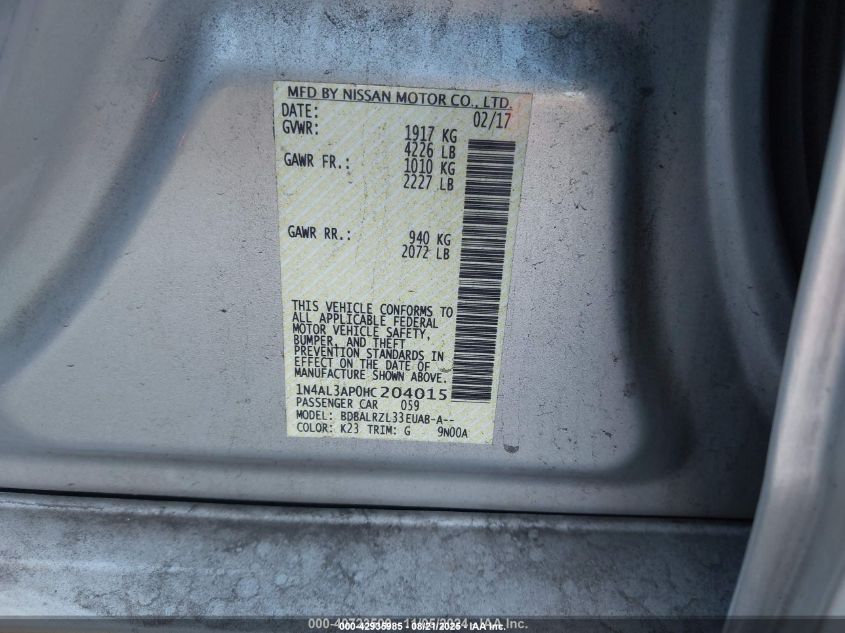 MFD BY NISSAN MOTOR CO., LTD.
DATE: 02/17
GVWR: 1917 KG
4226 LB
GAWR FR.: 1010 KG
2227 LB
GAWR RR.: 940 KG
2072 LB
THIS VEHICLE CONFORMS TO
ALL APPLICABLE FEDERAL
MOTOR VEHICLE SAFETY,
BUMPER, AND THEFT
PREVENTION STANDARDS IN
EFFECT ON THE DATE OF
MANUFACTURE SHOWN ABOVE.
1N4AL3AP0HC204015
PASSENGER CAR 059
MODEL: BDBALRZL33EUAB-A--
COLOR: K23 TRIM: G 9N00A
IAA Inc.